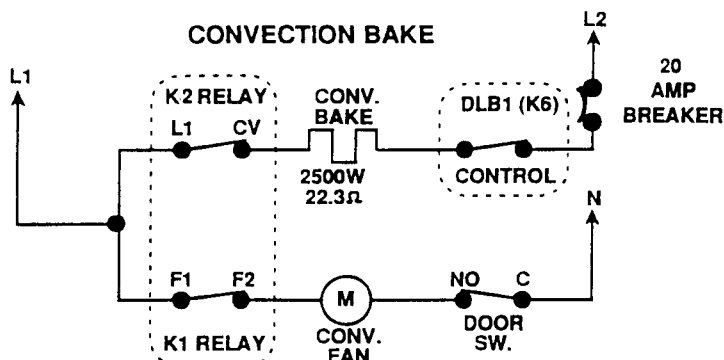 CONVECTION BAKE
L1
L2
K2 RELAY
L1 CV
CONV.
BAKE
2500W
22.3Ω
DLB1 (K6)
CONTROL
20
AMP
BREAKER
N
F1 F2
K1 RELAY
M
CONV.
FAN
NO C
DOOR
SW.